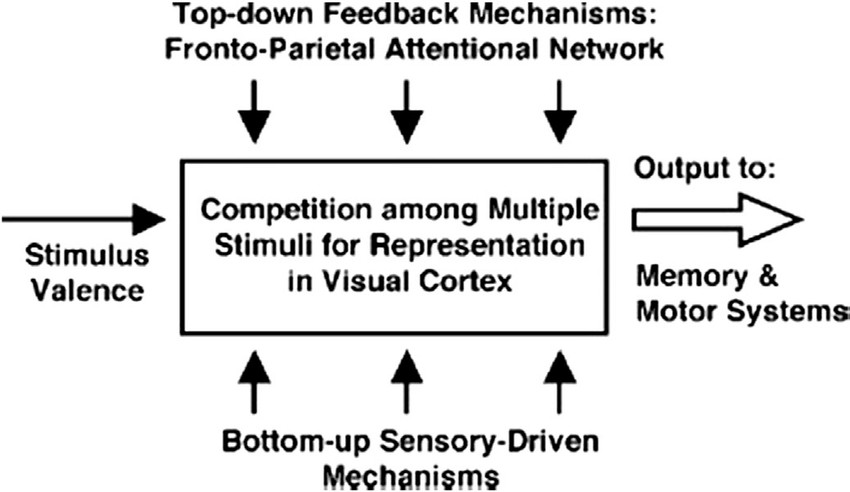 Top-down Feedback Mechanisms:
Fronto-Parietal Attentional Network
Stimulus
Valence
Competition among Multiple
Stimuli for Representation
in Visual Cortex
Output to:
Memory &
Motor Systems
Bottom-up Sensory-Driven
Mechanisms